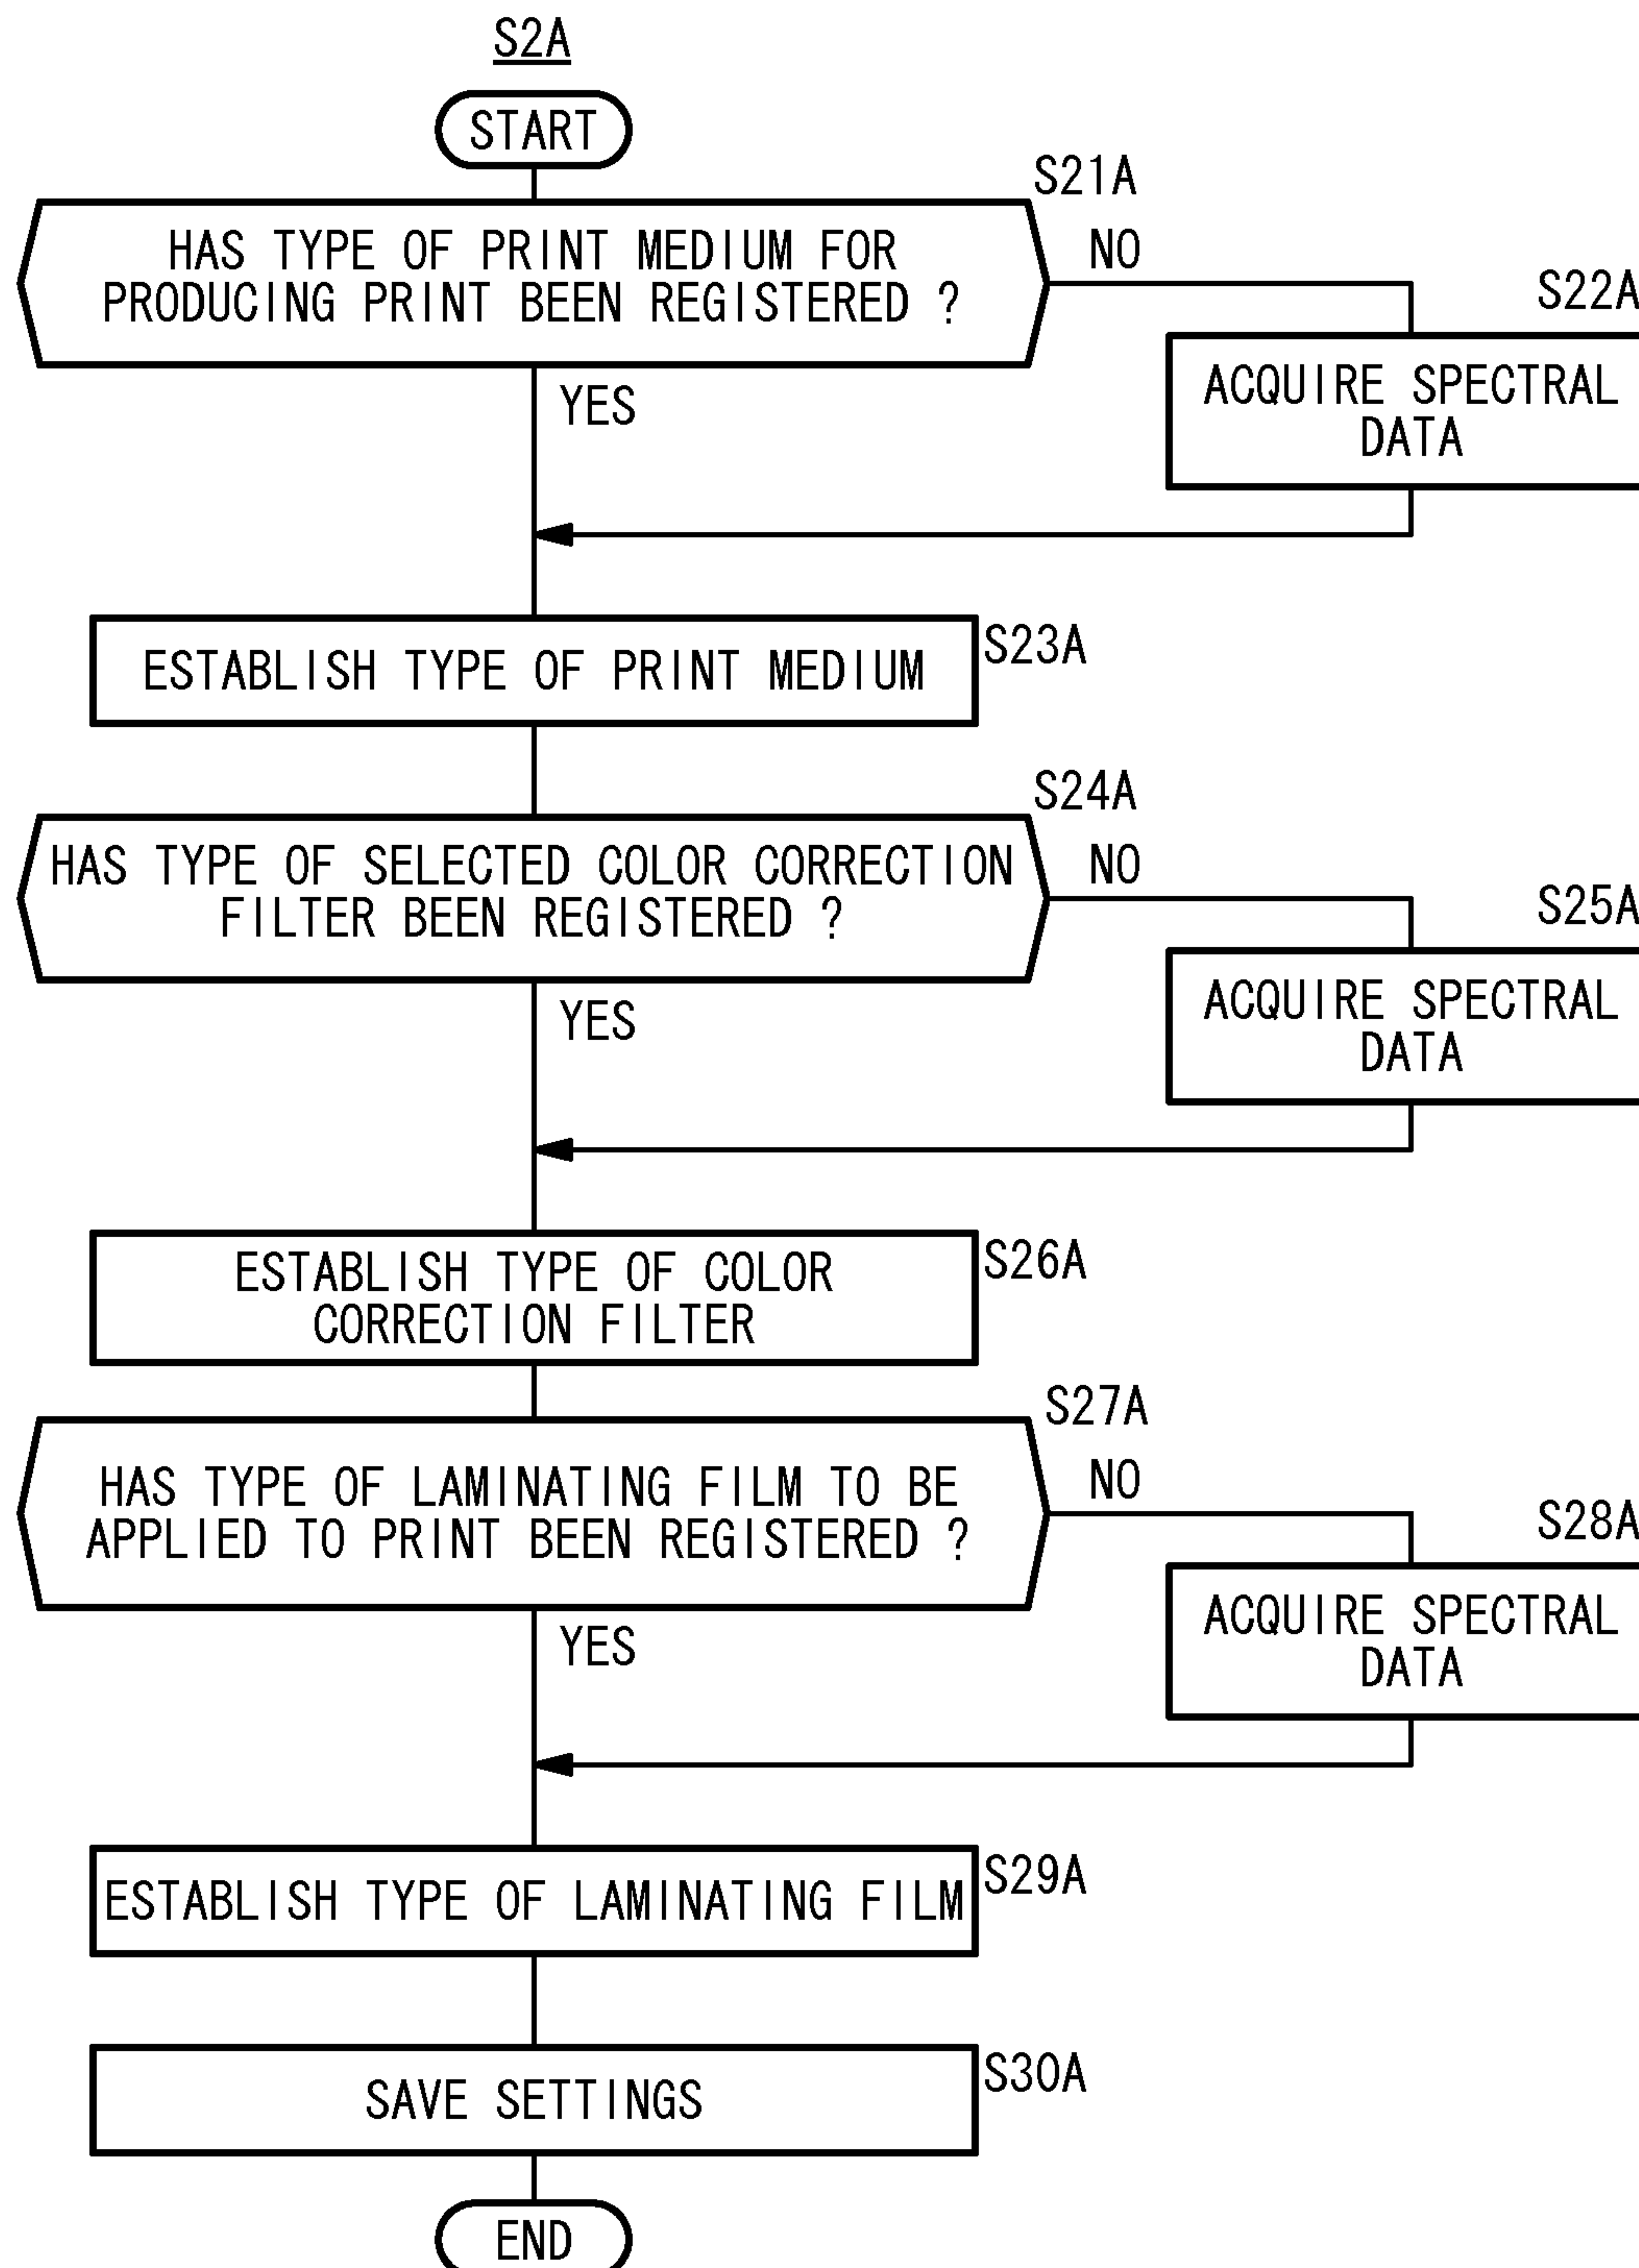 S2A
START
S21A
HAS TYPE OF PRINT MEDIUM FOR
PRODUCING PRINT BEEN REGISTERED ?
NO
S22A
ACQUIRE SPECTRAL
DATA
YES
ESTABLISH TYPE OF PRINT MEDIUM
S23A
S24A
HAS TYPE OF SELECTED COLOR CORRECTION
FILTER BEEN REGISTERED ?
NO
S25A
ACQUIRE SPECTRAL
DATA
YES
ESTABLISH TYPE OF COLOR
CORRECTION FILTER
S26A
S27A
HAS TYPE OF LAMINATING FILM TO BE
APPLIED TO PRINT BEEN REGISTERED ?
NO
S28A
ACQUIRE SPECTRAL
DATA
YES
ESTABLISH TYPE OF LAMINATING FILM
S29A
SAVE SETTINGS
S30A
END